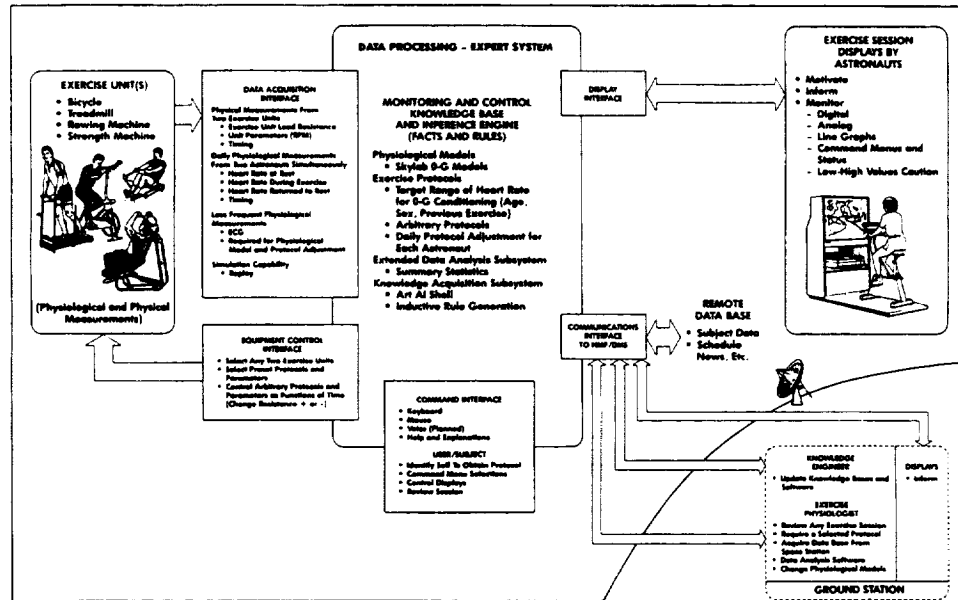 DATA PROCESSING – EXPERT SYSTEM
EXERCISE UNIT(S)
• Bicycle
• Treadmill
• Rowing Machine
• Strength Machine
(Physiological and Physical
Measurements)
DATA ACQUISITION
INTERFACE
Physical Measurements From
Two Exercise Units
• Exercise Unit Load Resistance
• Unit Parameters (RPM)
• Timing
Daily Physiological Measurements
From Two Astronauts Simultaneously
• Heart Rate at Rest
• Heart Rate During Exercise
• Heart Rate Returned to Rest
• Timing
Less Frequent Physiological
Measurements
• ECG
• Required for Physiological
Model and Protocol Adjustment
Simulation Capability
• Replay
MONITORING AND CONTROL
KNOWLEDGE BASE
AND INFERENCE ENGINE
(FACTS AND RULES)
Physiological Models
• Skylab 0-G Models
Exercise Protocols
• Target Range of Heart Rate
for 0-G Conditioning (Age,
Sex, Previous Exercise)
• Arbitrary Protocols
• Daily Protocol Adjustment for
Each Astronaut
Extended Data Analysis Subsystem
• Summary Statistics
Knowledge Acquisition Subsystem
• Art AI Shell
• Inductive Rule Generation
DISPLAY
INTERFACE
EXERCISE SESSION
DISPLAYS BY
ASTRONAUTS
• Motivate
• Inform
• Monitor
– Digital
– Analog
– Line Graphs
– Command Menus and
Status
– Low-High Values Caution
EQUIPMENT CONTROL
INTERFACE
• Select Any Two Exercise Units
• Select Preset Protocols and
Parameters
• Control Arbitrary Protocols and
Parameters as Functions of Time
(Change Resistance + or -)
COMMUNICATIONS
INTERFACE
TO HMF/DMS
REMOTE
DATA BASE
• Subject Data
• Schedule
News, Etc.
COMMAND INTERFACE
• Keyboard
• Mouse
• Voice (Planned)
• Help and Explanations
USER/SUBJECT
• Identify Self To Obtain Protocol
• Command Menu Selections
• Control Displays
• Review Session
KNOWLEDGE
ENGINEER
• Update Knowledge Bases and
Software
EXERCISE
PHYSIOLOGIST
• Review Any Exercise Session
• Require a Selected Protocol
• Acquire Data Base From
Space Station
• Data Analysis Software
• Change Physiological Models
DISPLAYS
• Inform
GROUND STATION